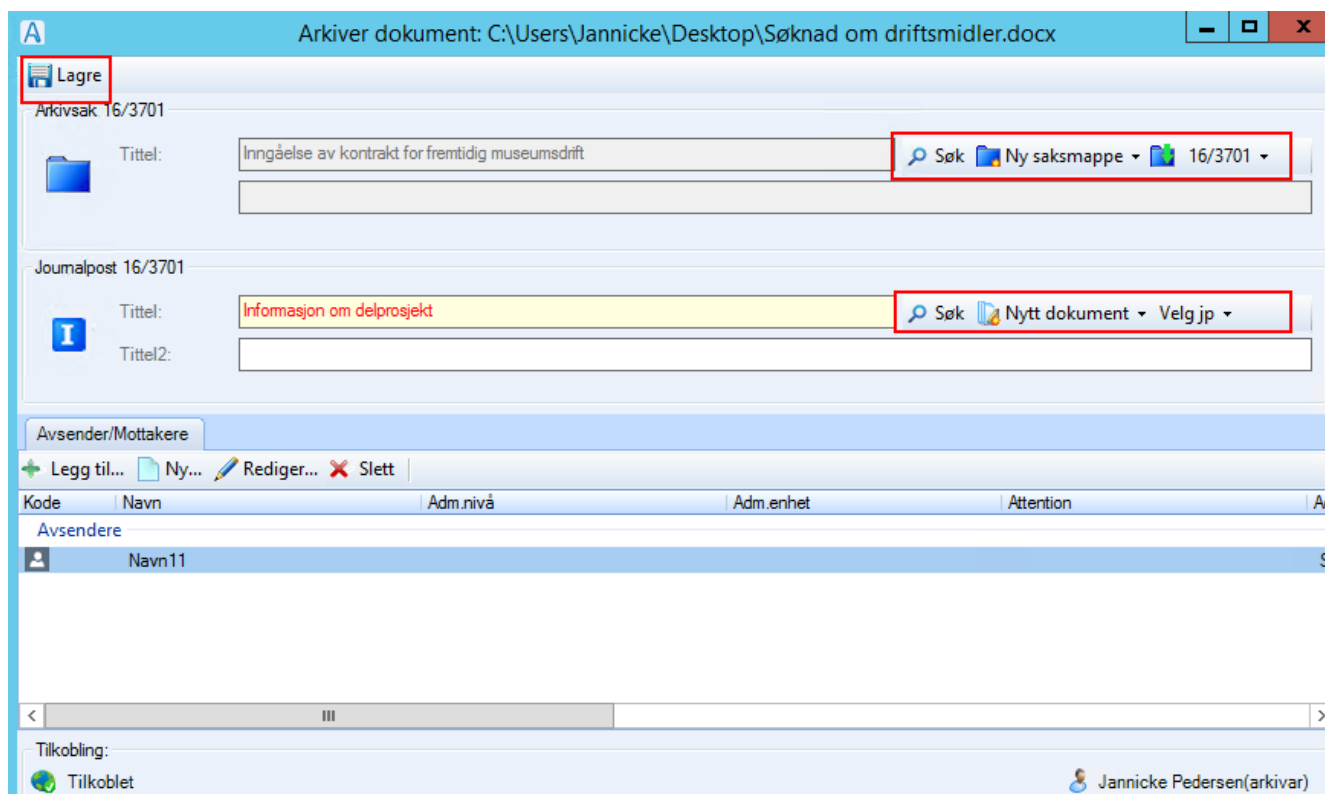 Arkiver dokument: C:\Users\Jannicke\Desktop\Søknad om driftsmidler.docx
Lagre
Arkivsak 16/3701
Tittel: Inngåelse av kontrakt for fremtidig museumsdrift Søk Ny saksmappe 16/3701
Journalpost 16/3701
Tittel: Informasjon om delprosjekt Søk Nytt dokument Velg jp
Tittel2:
Avsender/Mottakere
Legg til... Ny... Rediger... Slett
Kode Navn Adm.nivå Adm.enhet Attention
Avsendere
Navn11
Tilkobling:
Tilkoblet Jannicke Pedersen(arkivar)